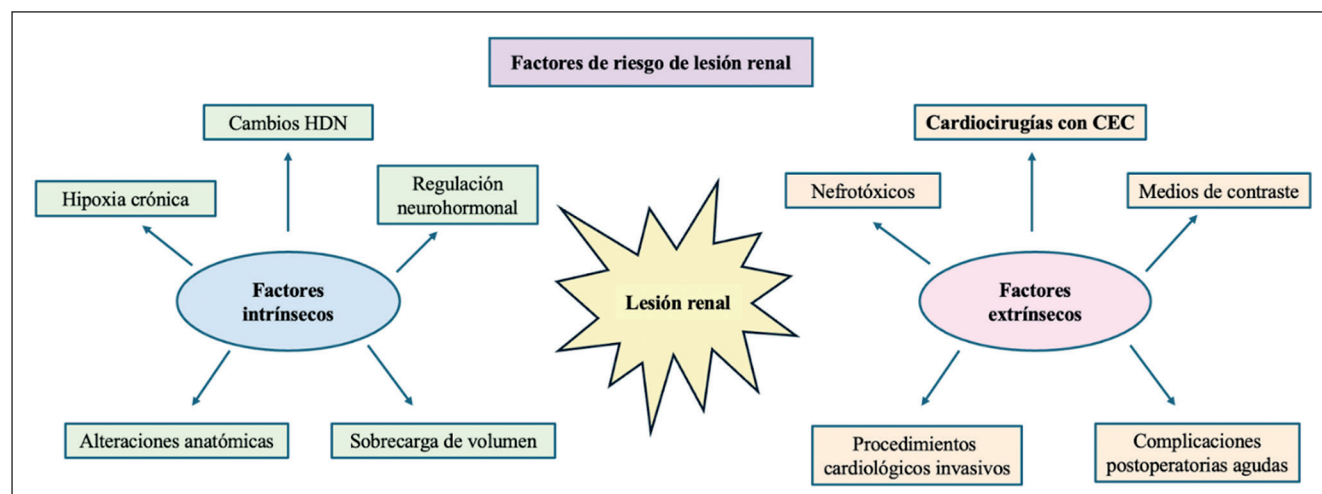 Factores de riesgo de lesión renal
Cambios HDN
Hipoxia crónica
Regulación
neurohormonal
Factores
intrínsecos
Alteraciones anatómicas
Sobrecarga de volumen
Lesión renal
Cardiocirugías con CEC
Nefrotóxicos
Medios de contraste
Factores
extrínsecos
Procedimientos
cardiológicos invasivos
Complicaciones
postoperatorias agudas